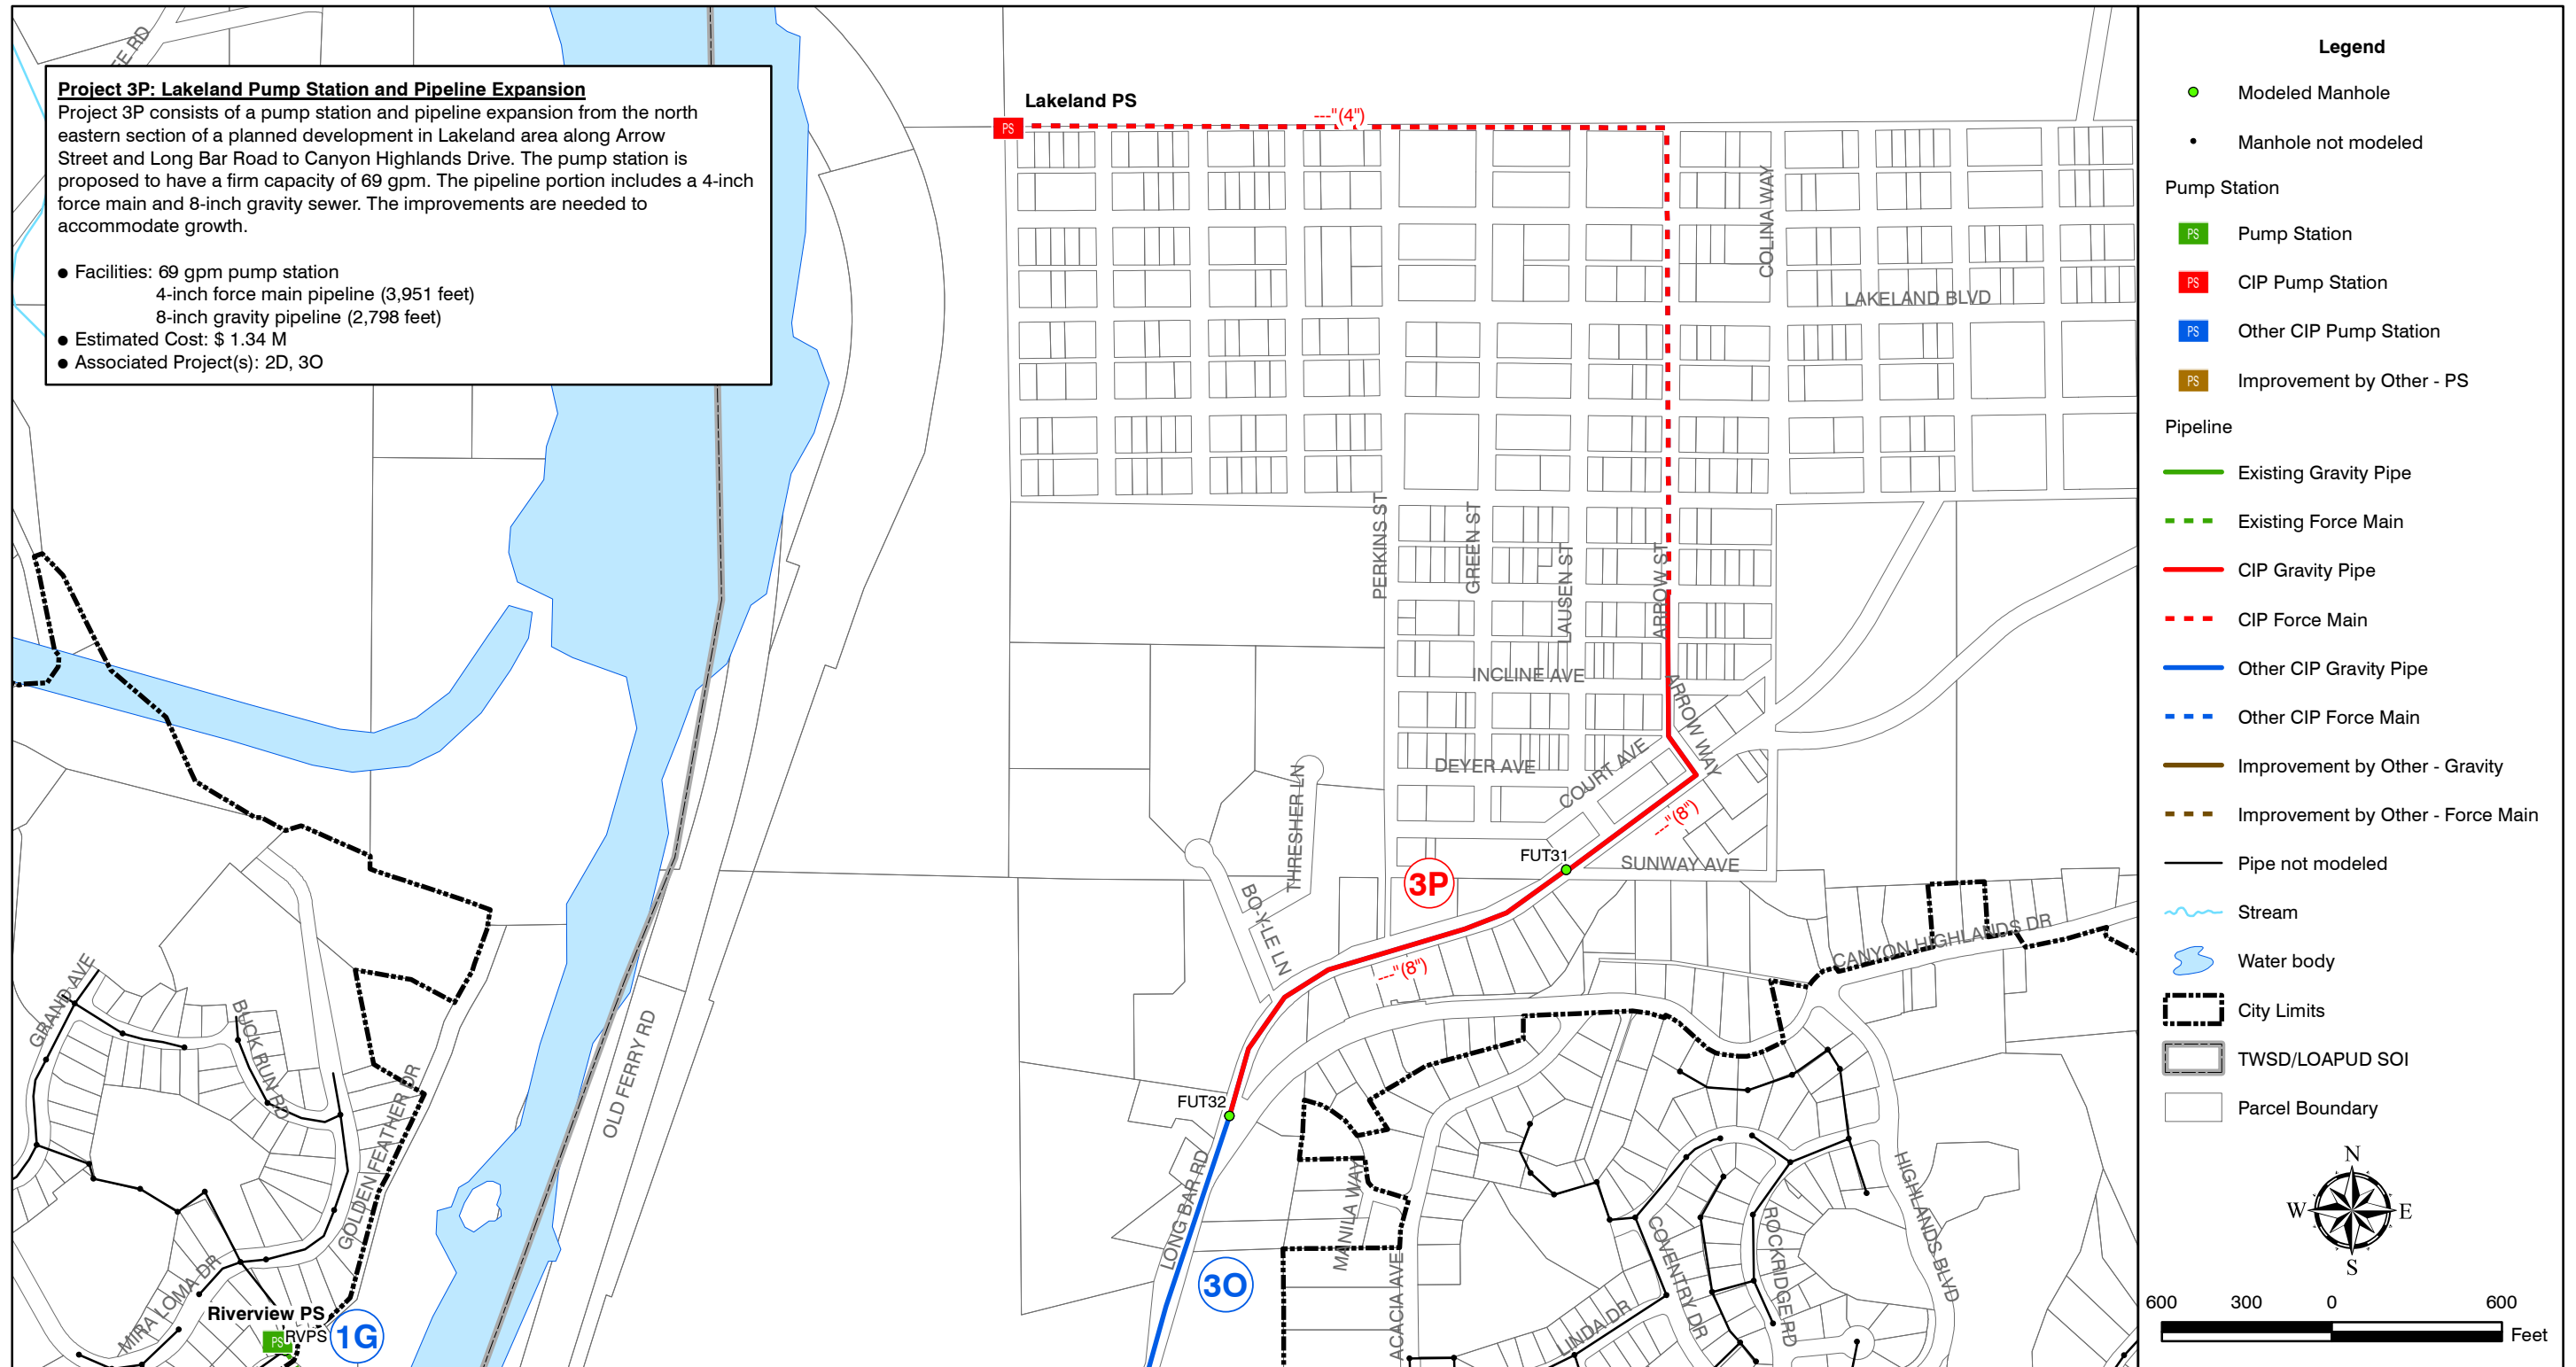 EE RD
Project 3P: Lakeland Pump Station and Pipeline Expansion
Project 3P consists of a pump station and pipeline expansion from the north
eastern section of a planned development in Lakeland area along Arrow
Street and Long Bar Road to Canyon Highlands Drive. The pump station is
proposed to have a firm capacity of 69 gpm. The pipeline portion includes a 4-inch
force main and 8-inch gravity sewer. The improvements are needed to
accommodate growth.
● Facilities: 69 gpm pump station
4-inch force main pipeline (3,951 feet)
8-inch gravity pipeline (2,798 feet)
● Estimated Cost: $ 1.34 M
● Associated Project(s): 2D, 3O
Lakeland PS
PS
---"(4")
COLINA WAY
LAKELAND BLVD
PERKINS ST
GREEN ST
LAUSEN ST
ARROW ST
INCLINE AVE
ARROW WAY
DEYER AVE
COURT AVE
THRESHER LN
---"(8")
FUT31
SUNWAY AVE
3P
BO-YLE LN
---"(8")
CANYON HIGHLANDS DR
GRAND AVE
BUCK RUN RD
GOLDEN FEATHER DR
OLD FERRY RD
FUT32
LONG BAR RD
MANILA WAY
ACACIA AVE
3O
COVENTRY DR
ROCKRIDGE RD
HIGHLANDS BLVD
LINDA DR
MIRA LOMA DR
Riverview PS
PS
RVPS
1G
Legend
Modeled Manhole
Manhole not modeled
Pump Station
PS Pump Station
PS CIP Pump Station
PS Other CIP Pump Station
PS Improvement by Other - PS
Pipeline
Existing Gravity Pipe
Existing Force Main
CIP Gravity Pipe
CIP Force Main
Other CIP Gravity Pipe
Other CIP Force Main
Improvement by Other - Gravity
Improvement by Other - Force Main
Pipe not modeled
Stream
Water body
City Limits
TWSD/LOAPUD SOI
Parcel Boundary
N
W E
S
600 300 0 600
Feet